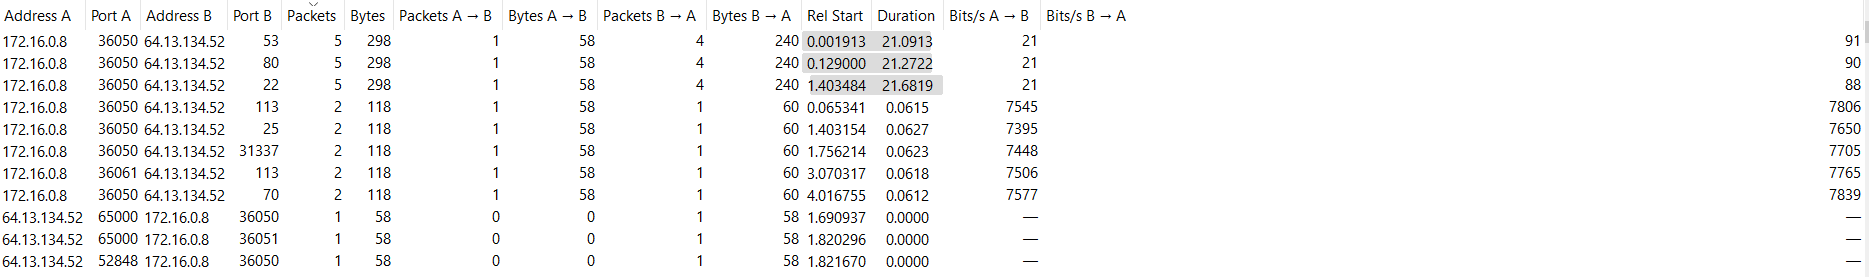 Address A Port A Address B Port B Packets Bytes Packets A → B Bytes A → B Packets B → A Bytes B → A Rel Start Duration Bits/s A → B Bits/s B → A
172.16.0.8 36050 64.13.134.52 53 5 298 1 58 4 240 0.001913 21.0913 21 91
172.16.0.8 36050 64.13.134.52 80 5 298 1 58 4 240 0.129000 21.2722 21 90
172.16.0.8 36050 64.13.134.52 22 5 298 1 58 4 240 1.403484 21.6819 21 88
172.16.0.8 36050 64.13.134.52 113 2 118 1 58 1 60 0.065341 0.0615 7545 7806
172.16.0.8 36050 64.13.134.52 25 2 118 1 58 1 60 1.403154 0.0627 7395 7650
172.16.0.8 36050 64.13.134.52 31337 2 118 1 58 1 60 1.756214 0.0623 7448 7705
172.16.0.8 36061 64.13.134.52 113 2 118 1 58 1 60 3.070317 0.0618 7506 7765
172.16.0.8 36050 64.13.134.52 70 2 118 1 58 1 60 4.016755 0.0612 7577 7839
64.13.134.52 65000 172.16.0.8 36050 1 58 0 0 1 58 1.690937 0.0000 — —
64.13.134.52 65000 172.16.0.8 36051 1 58 0 0 1 58 1.820296 0.0000 — —
64.13.134.52 52848 172.16.0.8 36050 1 58 0 0 1 58 1.821670 0.0000 — —